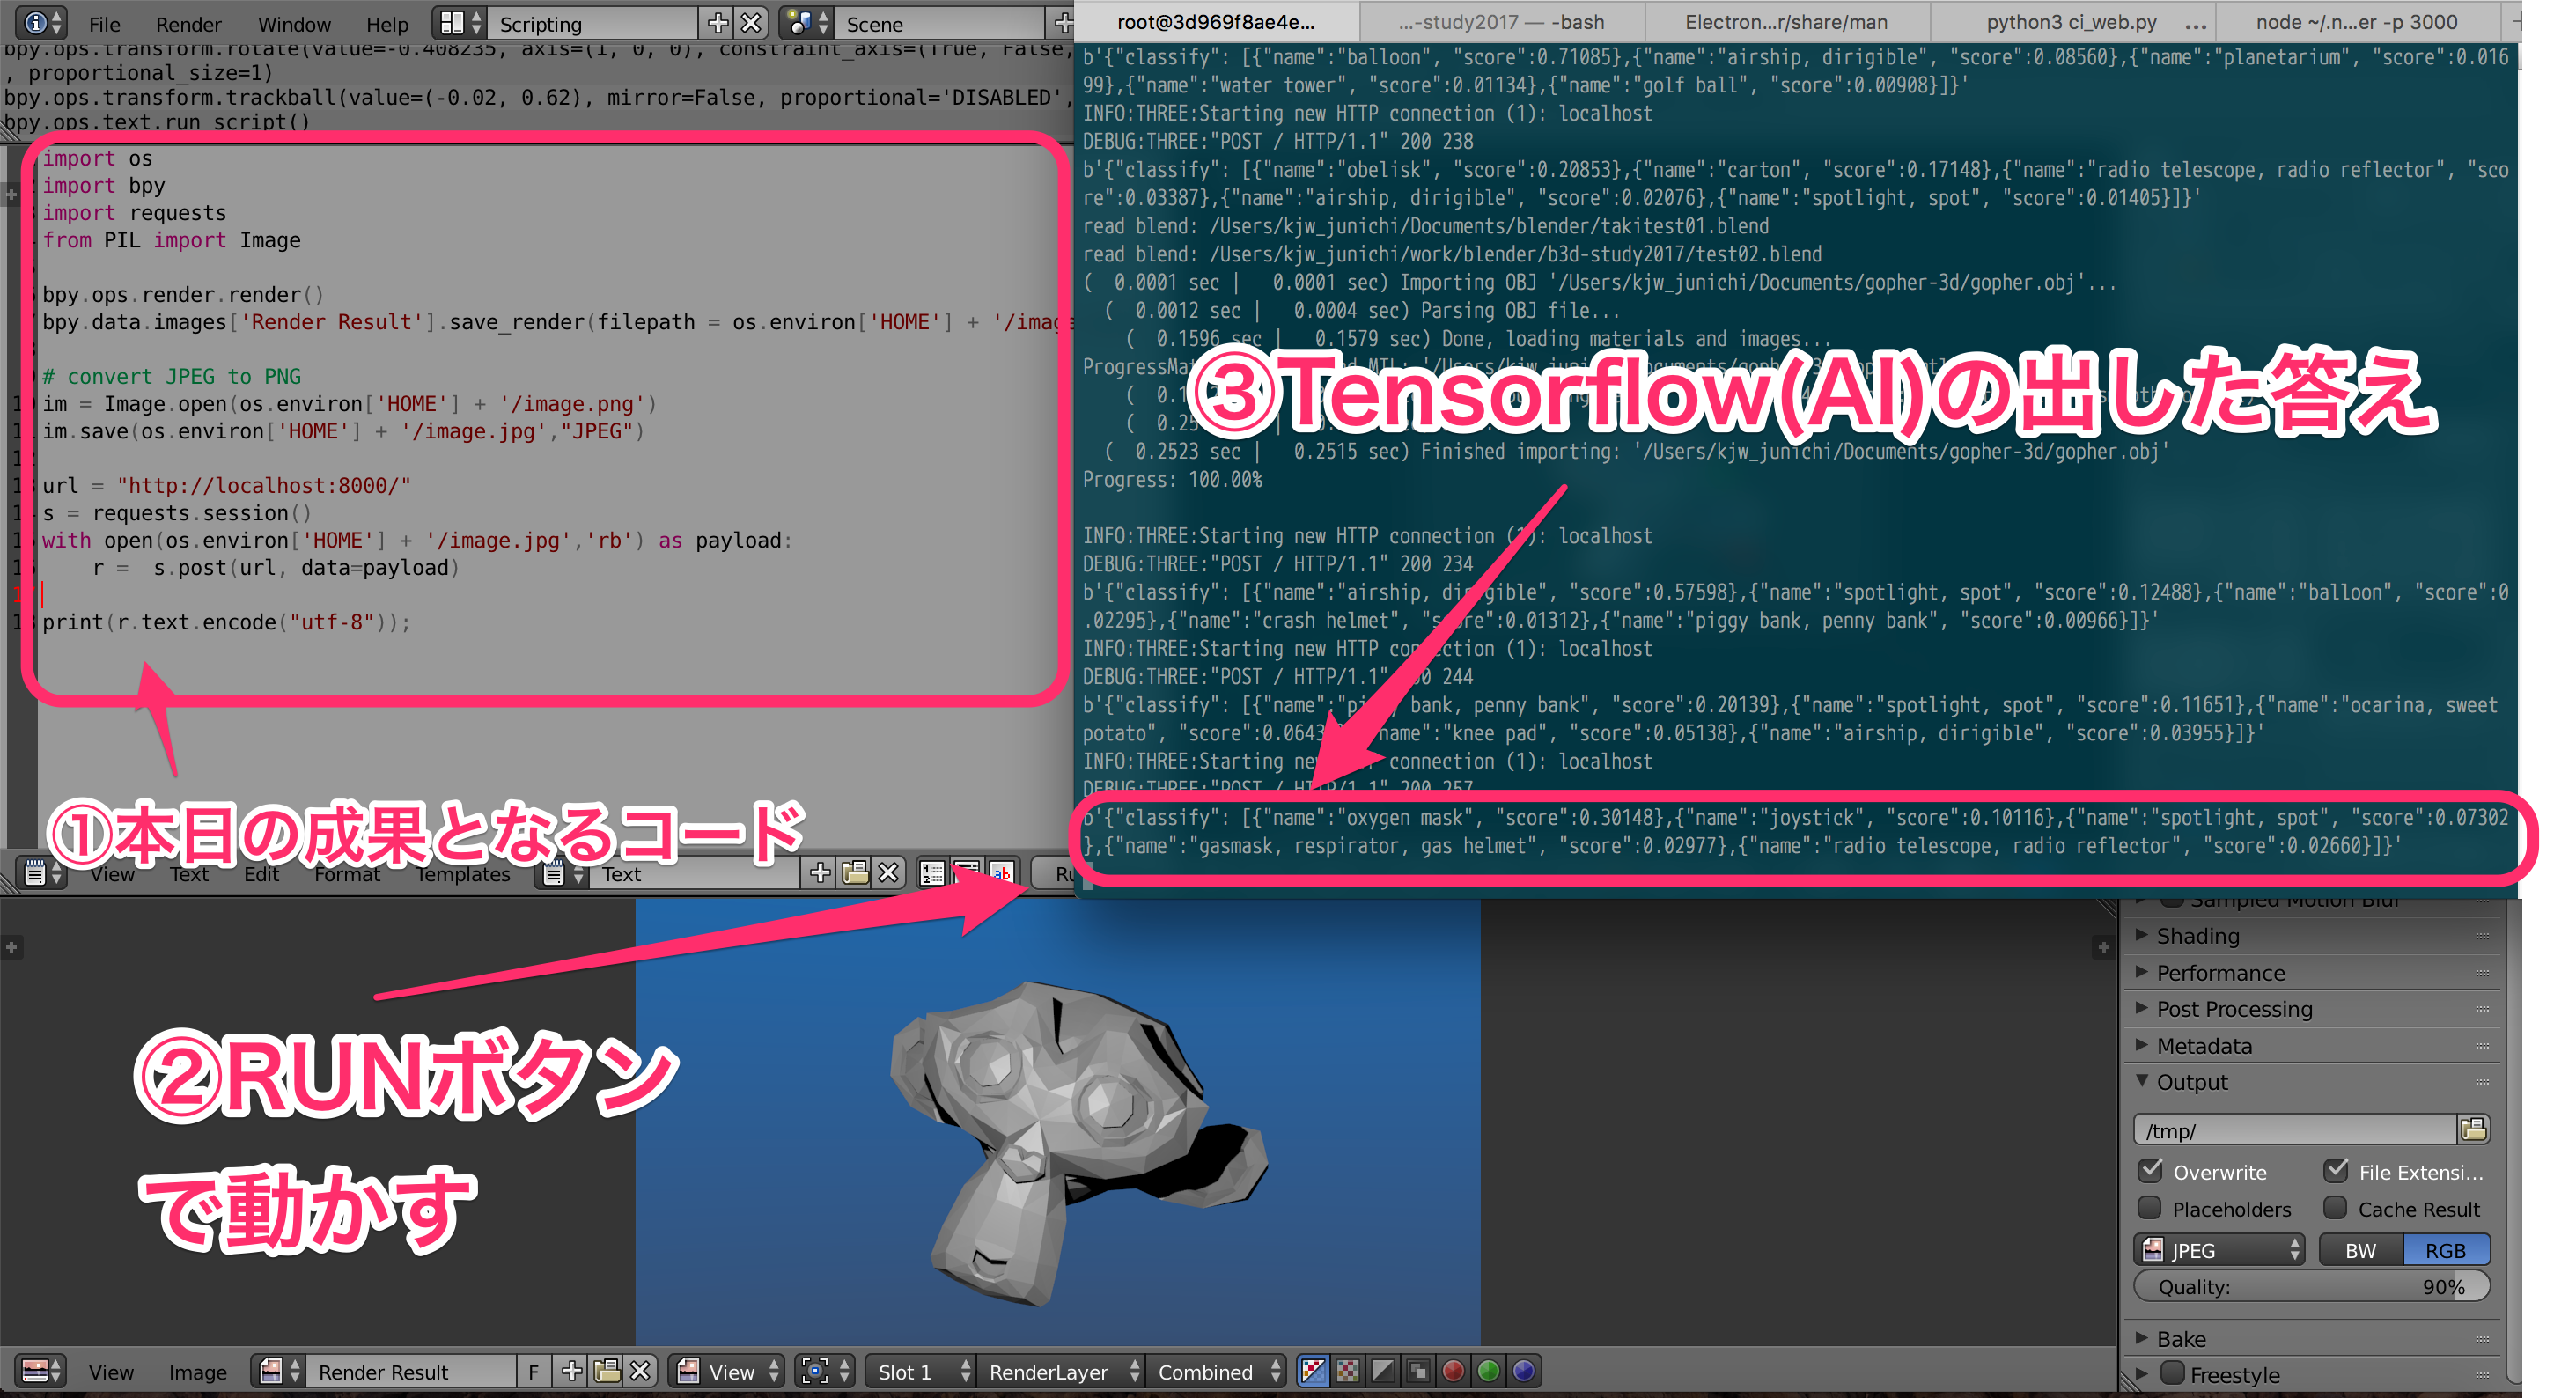 File Render Window Help Scripting Scene
bpy.ops.transform.rotate(value=-0.408235, axis=(1, 0, 0), constraint_axis=(True, False,
, proportional_size=1)
bpy.ops.transform.trackball(value=(-0.02, 0.62), mirror=False, proportional='DISABLED',
bpy.ops.text.run_script()
import os
import bpy
import requests
from PIL import Image
bpy.ops.render.render()
bpy.data.images['Render Result'].save_render(filepath = os.environ['HOME'] + '/imag
# convert JPEG to PNG
im = Image.open(os.environ['HOME'] + '/image.png')
im.save(os.environ['HOME'] + '/image.jpg',"JPEG")
url = "http://localhost:8000/"
s = requests.session()
with open(os.environ['HOME'] + '/image.jpg','rb') as payload:
r =  s.post(url, data=payload)
print(r.text.encode("utf-8"));
①本日の成果となるコード
View Text Edit Format Templates Text Ru
root@3d969f8ae4e... ...-study2017 — -bash Electron...r/share/man python3 ci_web.py ... node ~/.n...er -p 3000
b'{"classify": [{"name":"balloon", "score":0.71085},{"name":"airship, dirigible", "score":0.08560},{"name":"planetarium", "score":0.016
99},{"name":"water tower", "score":0.01134},{"name":"golf ball", "score":0.00908}]}'
INFO:THREE:Starting new HTTP connection (1): localhost
DEBUG:THREE:"POST / HTTP/1.1" 200 238
b'{"classify": [{"name":"obelisk", "score":0.20853},{"name":"carton", "score":0.17148},{"name":"radio telescope, radio reflector", "sco
re":0.03387},{"name":"airship, dirigible", "score":0.02076},{"name":"spotlight, spot", "score":0.01405}]}'
read blend: /Users/kjw_junichi/Documents/blender/takitest01.blend
read blend: /Users/kjw_junichi/work/blender/b3d-study2017/test02.blend
(  0.0001 sec |   0.0001 sec) Importing OBJ '/Users/kjw_junichi/Documents/gopher-3d/gopher.obj'...
(  0.0012 sec |   0.0004 sec) Parsing OBJ file...
(  0.1596 sec |   0.1579 sec) Done, loading materials and images...
③Tensorflow(AI)の出した答え
(  0.2523 sec |   0.2515 sec) Finished importing: '/Users/kjw_junichi/Documents/gopher-3d/gopher.obj'
Progress: 100.00%
INFO:THREE:Starting new HTTP connection (1): localhost
DEBUG:THREE:"POST / HTTP/1.1" 200 234
b'{"classify": [{"name":"airship, dirigible", "score":0.57598},{"name":"spotlight, spot", "score":0.12488},{"name":"balloon", "score":0
.02295},{"name":"crash helmet", "score":0.01312},{"name":"piggy bank, penny bank", "score":0.00966}]}'
INFO:THREE:Starting new HTTP connection (1): localhost
DEBUG:THREE:"POST / HTTP/1.1" 200 244
b'{"classify": [{"name":"piggy bank, penny bank", "score":0.20139},{"name":"spotlight, spot", "score":0.11651},{"name":"ocarina, sweet
potato", "score":0.0643 name":"knee pad", "score":0.05138},{"name":"airship, dirigible", "score":0.03955}]}'
INFO:THREE:Starting new connection (1): localhost
DEBUG:THREE:"POST / HTTP/1.1" 200 257
b'{"classify": [{"name":"oxygen mask", "score":0.30148},{"name":"joystick", "score":0.10116},{"name":"spotlight, spot", "score":0.07302
},{"name":"gasmask, respirator, gas helmet", "score":0.02977},{"name":"radio telescope, radio reflector", "score":0.02660}]}'
②RUNボタン
で動かす
Sampled Motion Blur
Shading
Performance
Post Processing
Metadata
Output
/tmp/
Overwrite File Extensi...
Placeholders Cache Result
JPEG BW RGB
Quality: 90%
Bake
Freestyle
View Image Render Result F View Slot 1 RenderLayer Combined